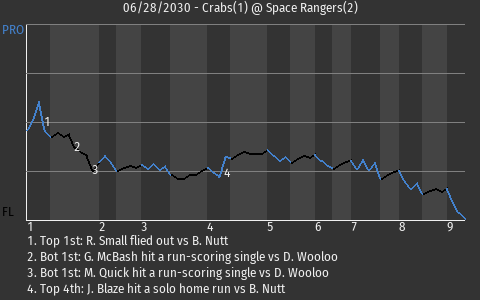 06/28/2030 - Crabs(1) @ Space Rangers(2)
PRO
1
2
3
4
FL
1 2 3 4 5 6 7 8 9
1. Top 1st: R. Small flied out vs B. Nutt
2. Bot 1st: G. McBash hit a run-scoring single vs D. Wooloo
3. Bot 1st: M. Quick hit a run-scoring single vs D. Wooloo
4. Top 4th: J. Blaze hit a solo home run vs B. Nutt